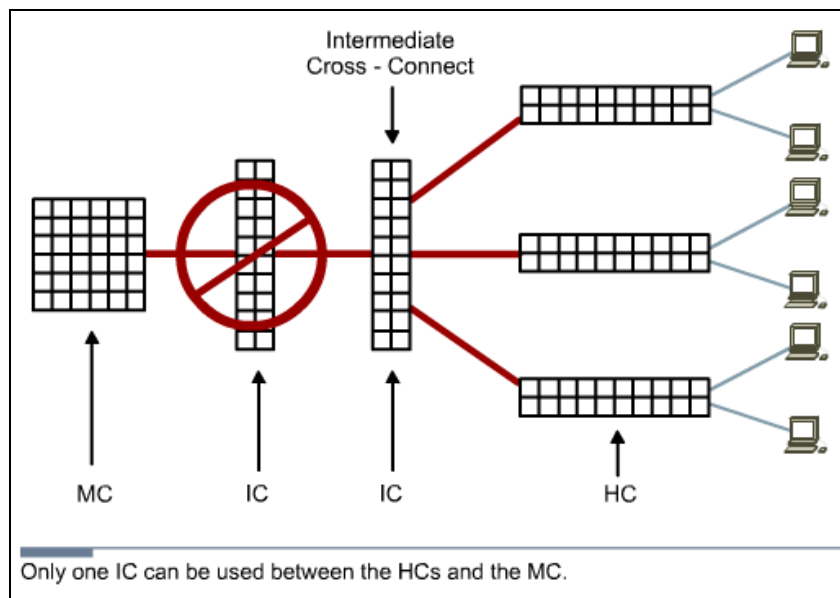 Intermediate
Cross - Connect
MC
IC
IC
HC
Only one IC can be used between the HCs and the MC.